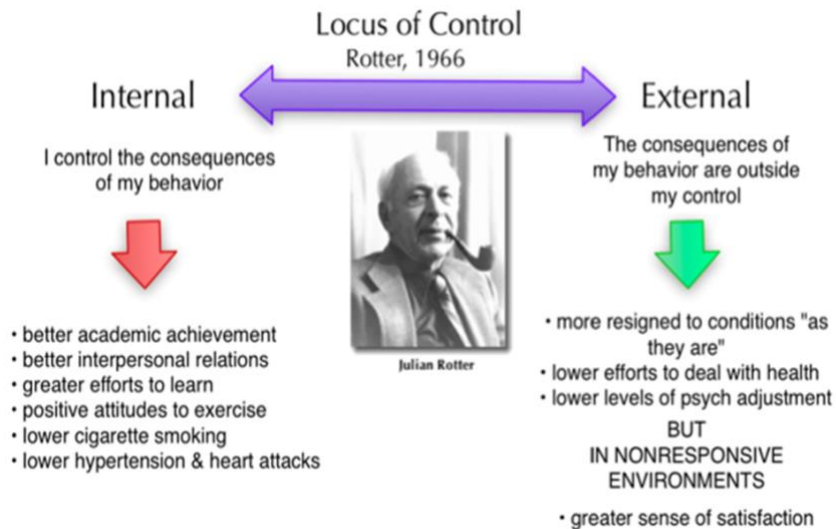 Locus of Control
Rotter, 1966
Internal
External
I control the consequences
of my behavior
The consequences of
my behavior are outside
my control
Julian Rotter
• better academic achievement
• better interpersonal relations
• greater efforts to learn
• positive attitudes to exercise
• lower cigarette smoking
• lower hypertension & heart attacks
• more resigned to conditions "as
they are"
• lower efforts to deal with health
• lower levels of psych adjustment
BUT
IN NONRESPONSIVE
ENVIRONMENTS
• greater sense of satisfaction